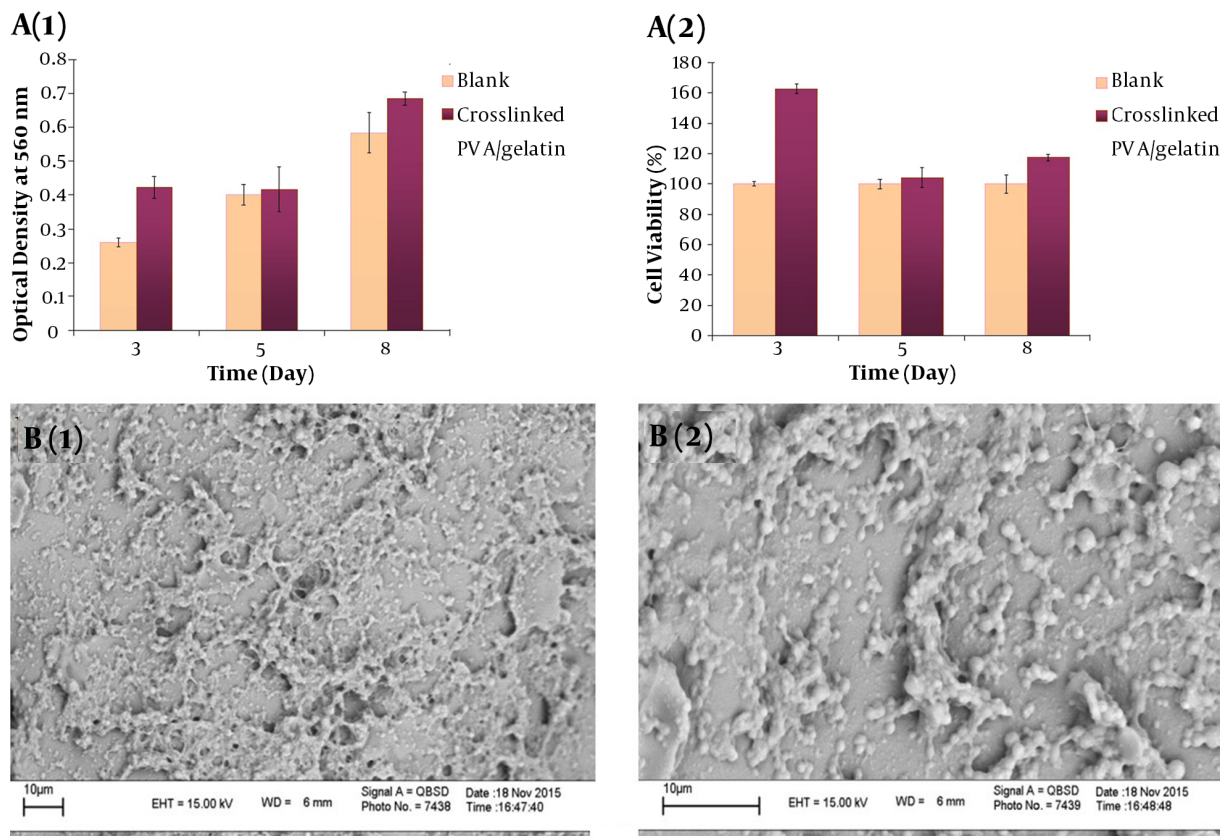 A(1)
Optical Density at 560 nm
0.8
0.7
0.6
0.5
0.4
0.3
0.2
0.1
0
3
5
8
Time (Day)
Blank
Crosslinked
PVA/gelatin
A(2)
Cell Viability (%)
180
160
140
120
100
80
60
40
20
0
3
5
8
Time (Day)
Blank
Crosslinked
PVA/gelatin
B (1)
10µm
EHT = 15.00 kV
WD = 6 mm
Signal A = QBSD
Photo No. = 7438
Date :18 Nov 2015
Time :16:47:40
B (2)
10µm
EHT = 15.00 kV
WD = 6 mm
Signal A = QBSD
Photo No. = 7439
Date :18 Nov 2015
Time :16:48:48